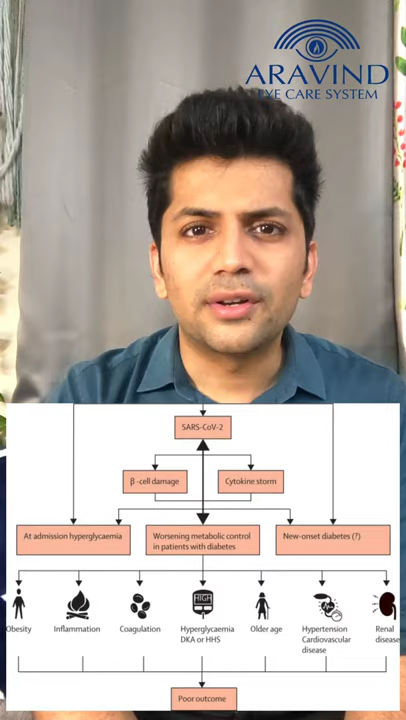 ARAVIND
EYE CARE SYSTEM
SARS-CoV-2
β-cell damage
Cytokine storm
At admission hyperglycaemia
Worsening metabolic control
in patients with diabetes
New-onset diabetes (?)
HIGH
Obesity
Inflammation
Coagulation
Hyperglycaemia
DKA or HHS
Older age
Hypertension
Cardiovascular
disease
Renal
disease
Poor outcome